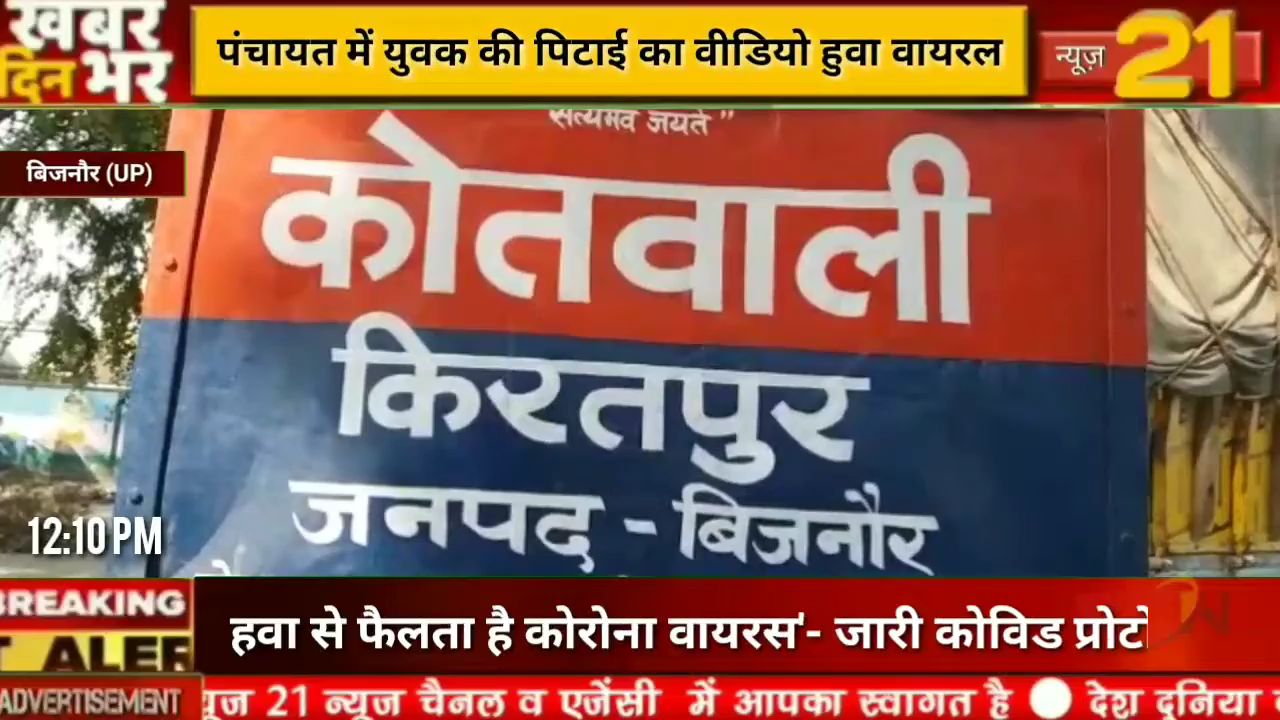 खबर
दिन भर
पंचायत में युवक की पिटाई का वीडियो हुवा वायरल
न्यूज़ 21
सत्यमेव जयते "
बिजनौर (UP)
कोतवाली
किरतपुर
जनपद - बिजनौर
12:10 PM
BREAKING
ALER
हवा से फैलता है कोरोना वायरस'- जारी कोविड प्रोटो
ADVERTISEMENT
यूज 21 न्यूज चैनल व एजेंसी में आपका स्वागत है देश दुनिया